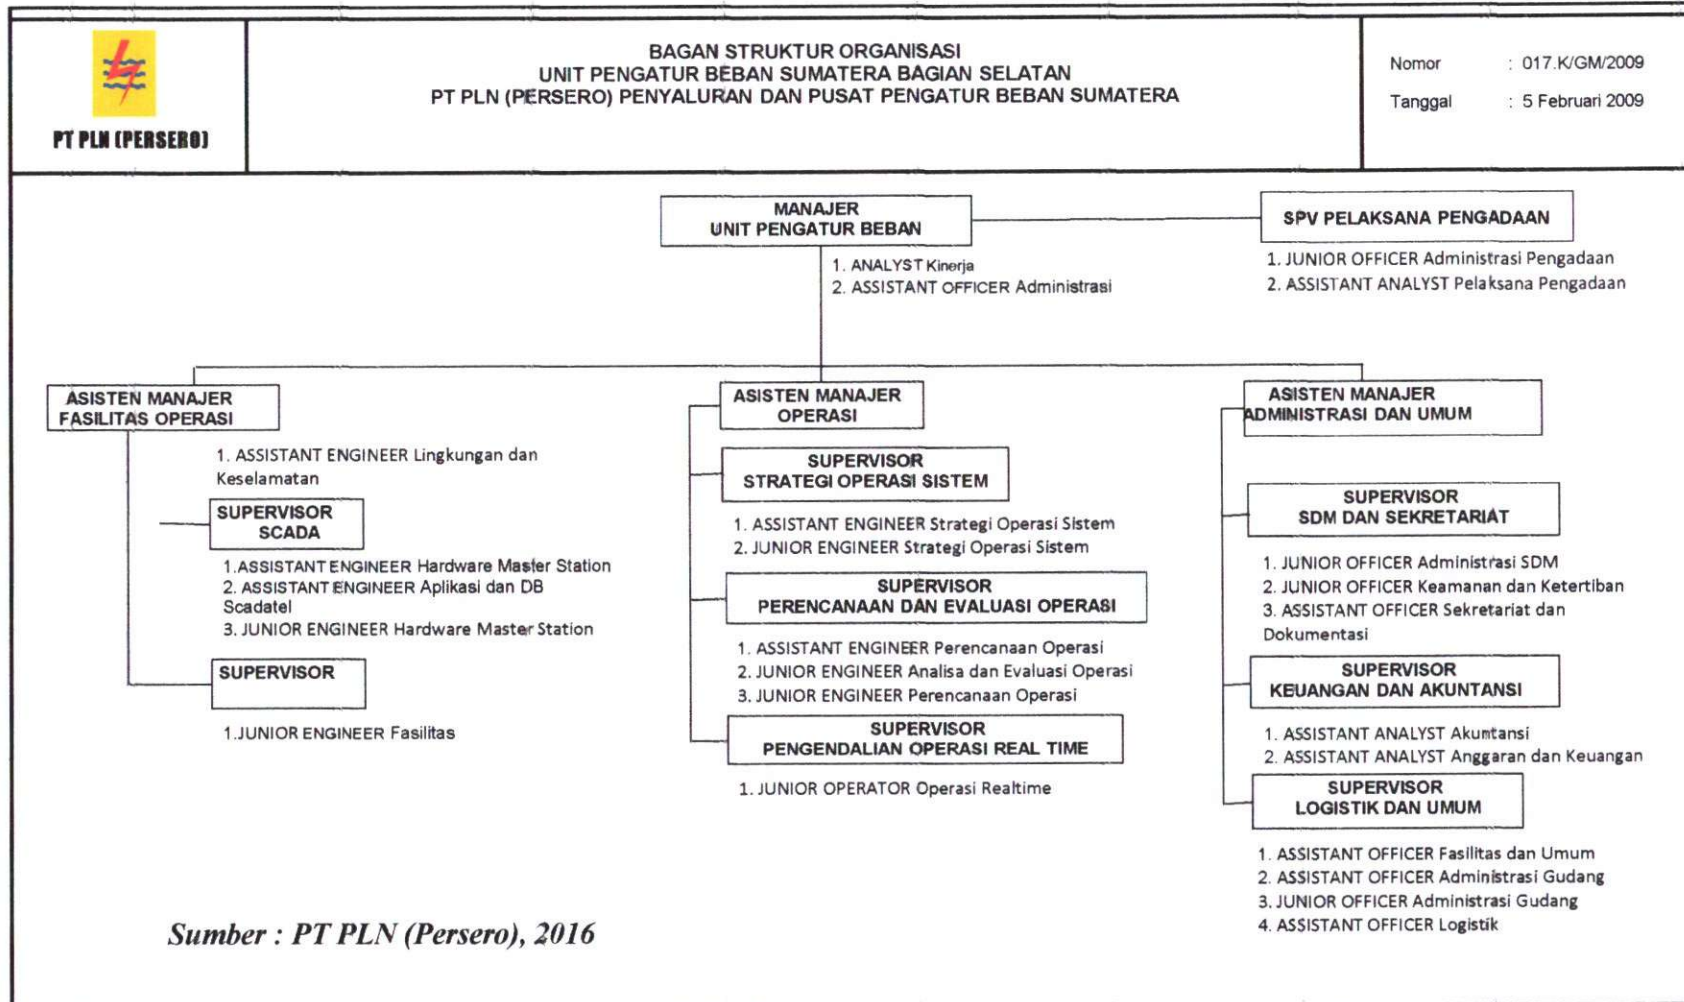 PT PLN (PERSERO)
BAGAN STRUKTUR ORGANISASI
UNIT PENGATUR BEBAN SUMATERA BAGIAN SELATAN
PT PLN (PERSERO) PENYALURAN DAN PUSAT PENGATUR BEBAN SUMATERA
Nomor : 017.K/GM/2009
Tanggal : 5 Februari 2009
MANAJER
UNIT PENGATUR BEBAN
1. ANALYST Kinerja
2. ASSISTANT OFFICER Administrasi
SPV PELAKSANA PENGADAAN
1. JUNIOR OFFICER Administrasi Pengadaan
2. ASSISTANT ANALYST Pelaksana Pengadaan
ASISTEN MANAJER
FASILITAS OPERASI
1. ASSISTANT ENGINEER Lingkungan dan
Keselamatan
SUPERVISOR
SCADA
1.ASSISTANT ENGINEER Hardware Master Station
2. ASSISTANT ENGINEER Aplikasi dan DB
Scadatel
3. JUNIOR ENGINEER Hardware Master Station
SUPERVISOR
1.JUNIOR ENGINEER Fasilitas
ASISTEN MANAJER
OPERASI
SUPERVISOR
STRATEGI OPERASI SISTEM
1. ASSISTANT ENGINEER Strategi Operasi Sistem
2. JUNIOR ENGINEER Strategi Operasi Sistem
SUPERVISOR
PERENCANAAN DAN EVALUASI OPERASI
1. ASSISTANT ENGINEER Perencanaan Operasi
2. JUNIOR ENGINEER Analisa dan Evaluasi Operasi
3. JUNIOR ENGINEER Perencanaan Operasi
SUPERVISOR
PENGENDALIAN OPERASI REAL TIME
1. JUNIOR OPERATOR Operasi Realtime
ASISTEN MANAJER
ADMINISTRASI DAN UMUM
SUPERVISOR
SDM DAN SEKRETARIAT
1. JUNIOR OFFICER Administrasi SDM
2. JUNIOR OFFICER Keamanan dan Ketertiban
3. ASSISTANT OFFICER Sekretariat dan
Dokumentasi
SUPERVISOR
KEUANGAN DAN AKUNTANSI
1. ASSISTANT ANALYST Akuntansi
2. ASSISTANT ANALYST Anggaran dan Keuangan
SUPERVISOR
LOGISTIK DAN UMUM
1. ASSISTANT OFFICER Fasilitas dan Umum
2. ASSISTANT OFFICER Administrasi Gudang
3. JUNIOR OFFICER Administrasi Gudang
4. ASSISTANT OFFICER Logistik
Sumber : PT PLN (Persero), 2016